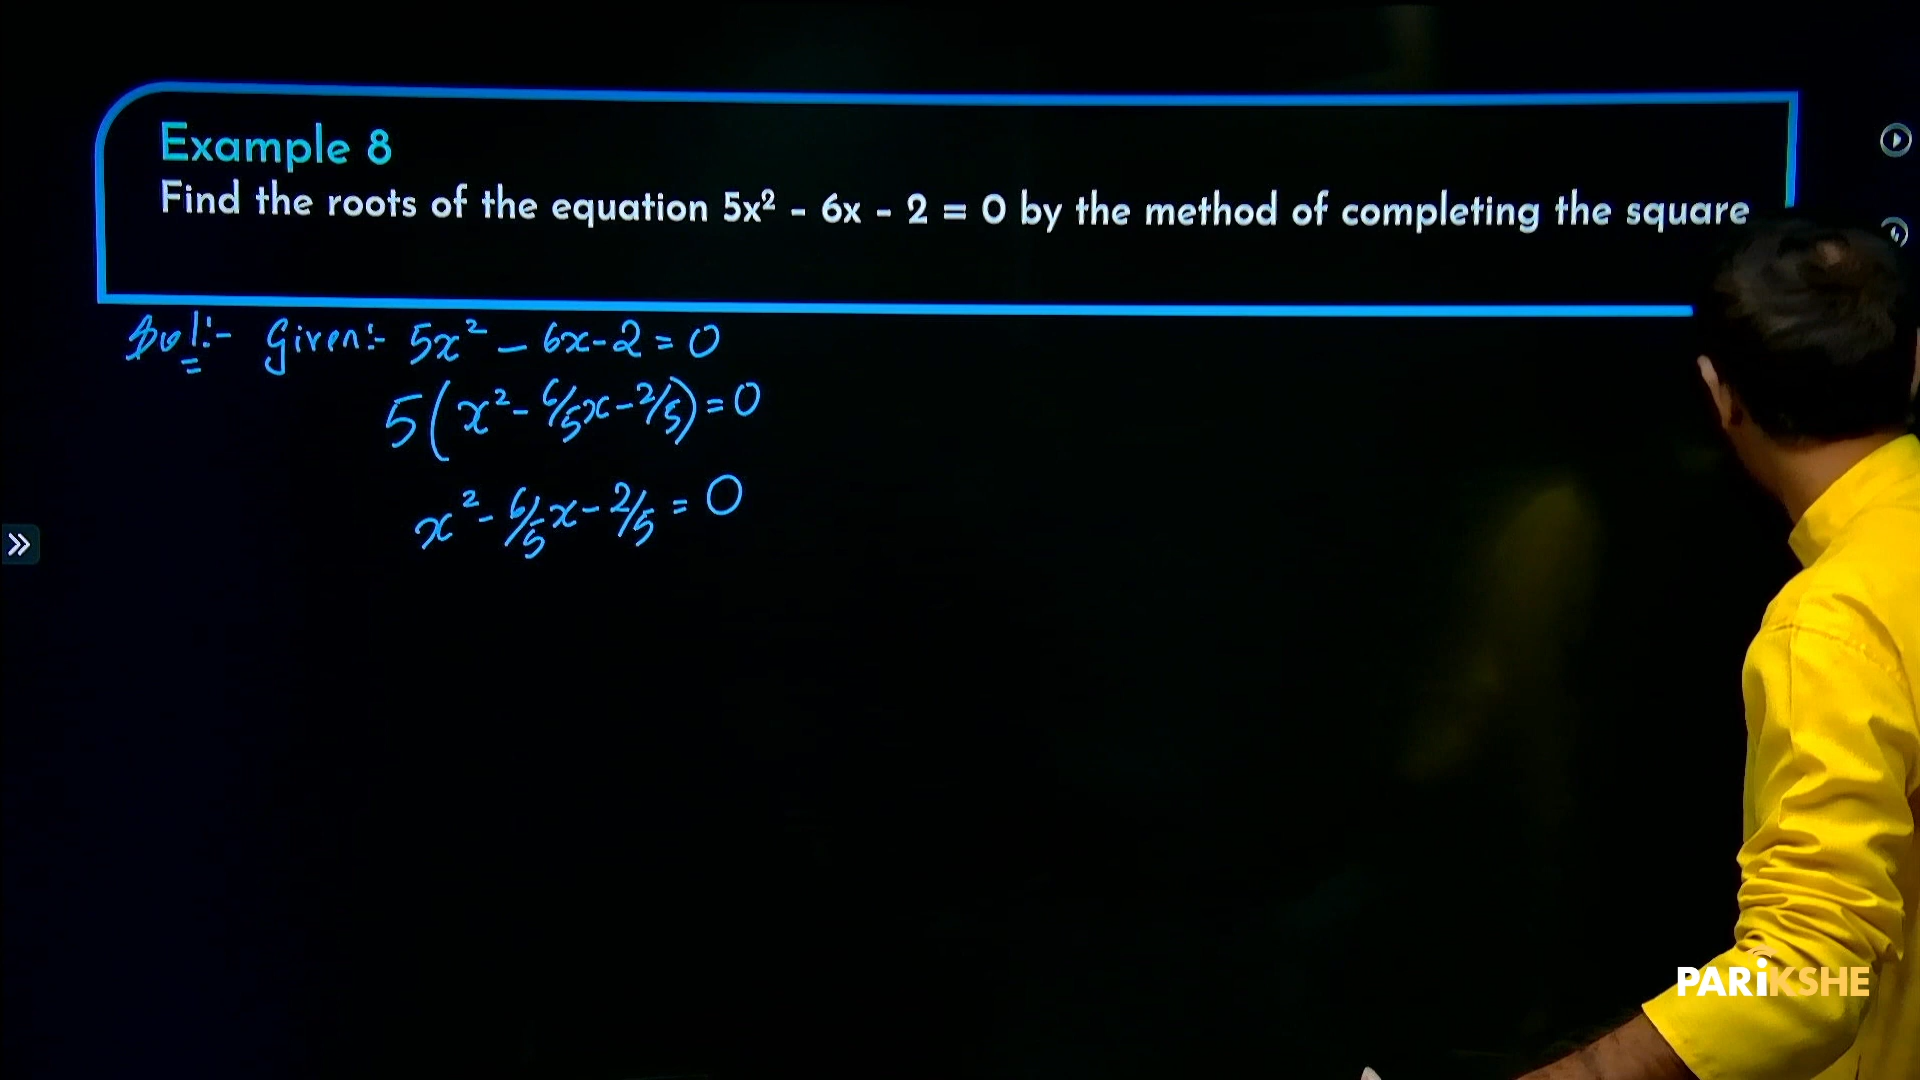 Example 8
Find the roots of the equation 5x² - 6x - 2 = 0 by the method of completing the square
Sol:- Given:- 5x² - 6x - 2 = 0
5(x² - 6/5x - 2/5) = 0
x² - 6/5x - 2/5 = 0
PARiKSHE